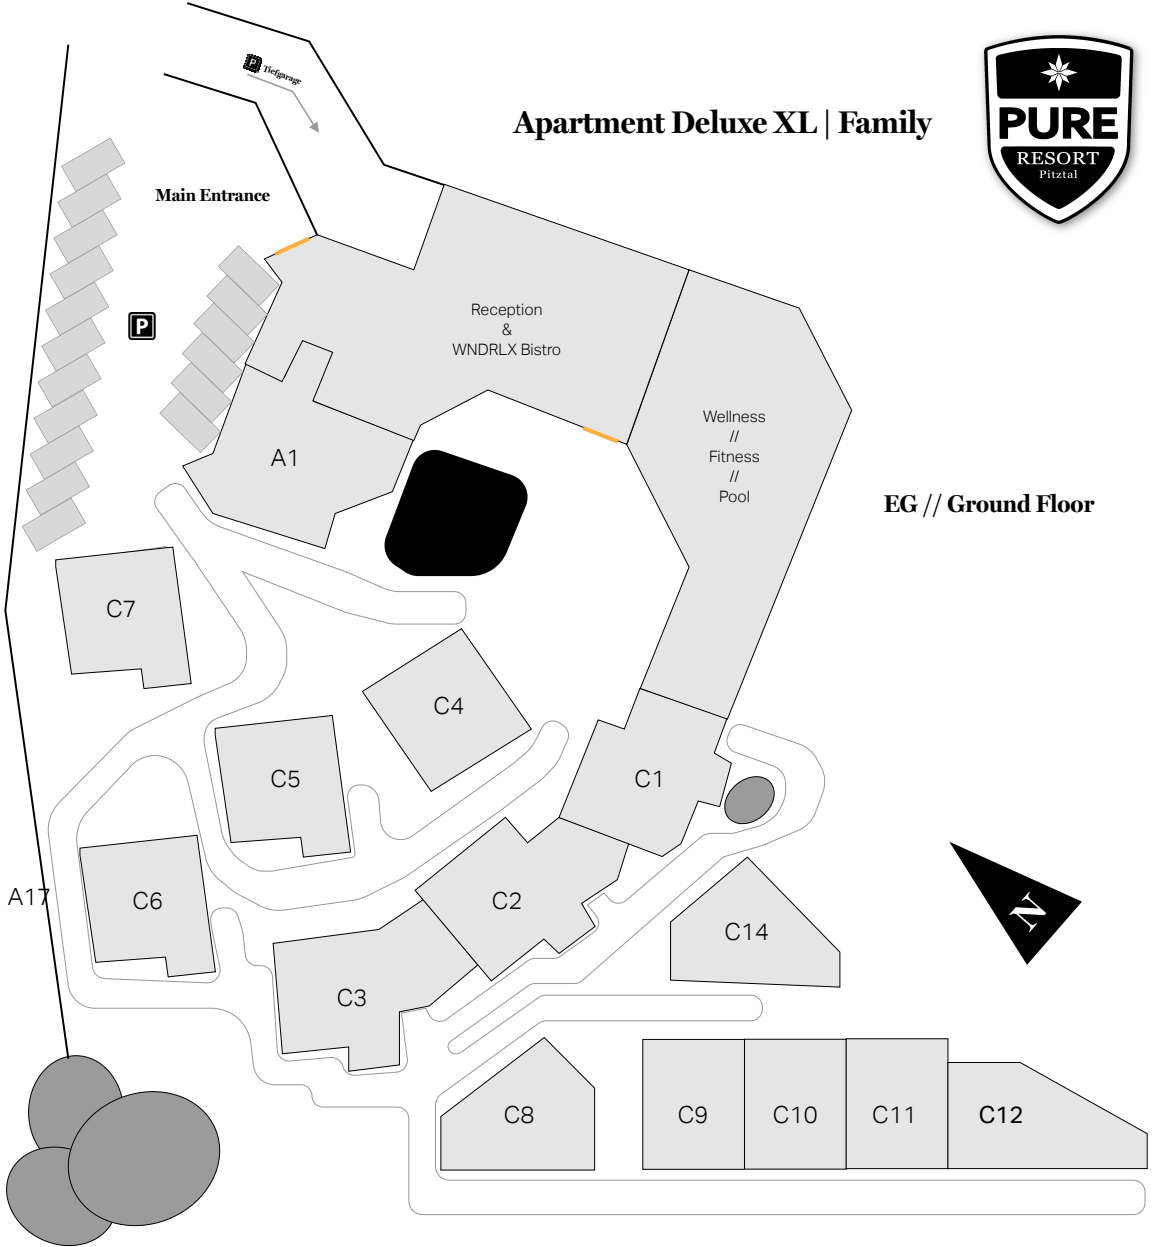 P Tiefgarage
Apartment Deluxe XL | Family
PURE
RESORT
Pitztal
Main Entrance
P
Reception
&
WNDRLX Bistro
Wellness
//
Fitness
//
Pool
A1
EG // Ground Floor
C7
C4
C5
C1
A17
C6
C2
C14
N
C3
C8
C9
C10
C11
C12